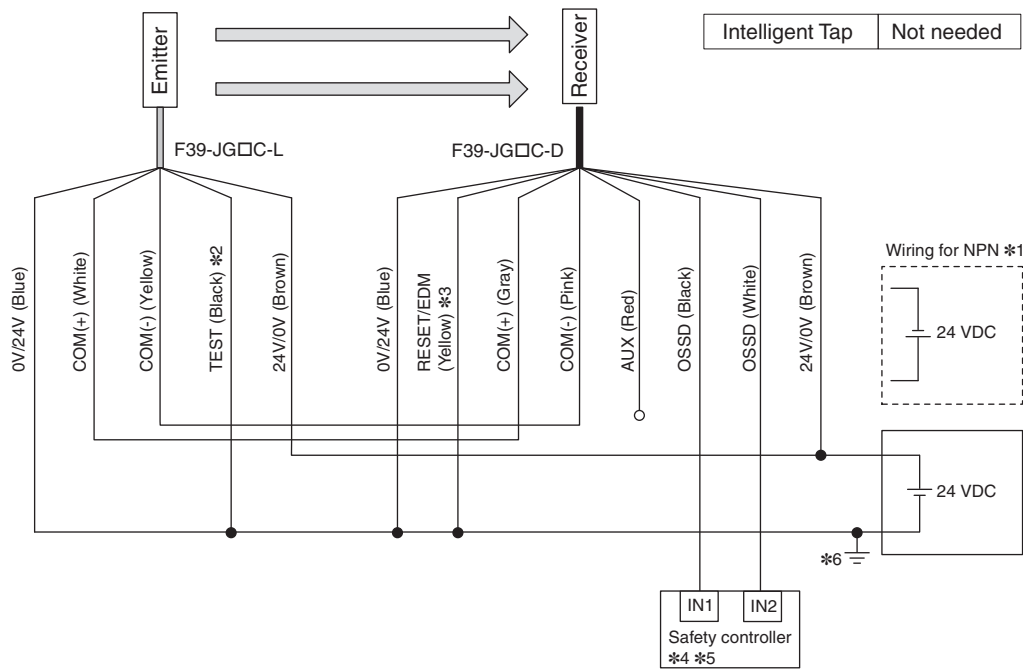 Emitter
Receiver
Intelligent Tap
Not needed
F39-JG□C-L
F39-JG□C-D
0V/24V (Blue)
COM(+) (White)
COM(-) (Yellow)
TEST (Black) ✱2
24V/0V (Brown)
0V/24V (Blue)
RESET/EDM
(Yellow) ✱3
COM(+) (Gray)
COM(-) (Pink)
AUX (Red)
OSSD (Black)
OSSD (White)
24V/0V (Brown)
Wiring for NPN ✱1
24 VDC
24 VDC
✱6
IN1
IN2
Safety controller
✱4 ✱5